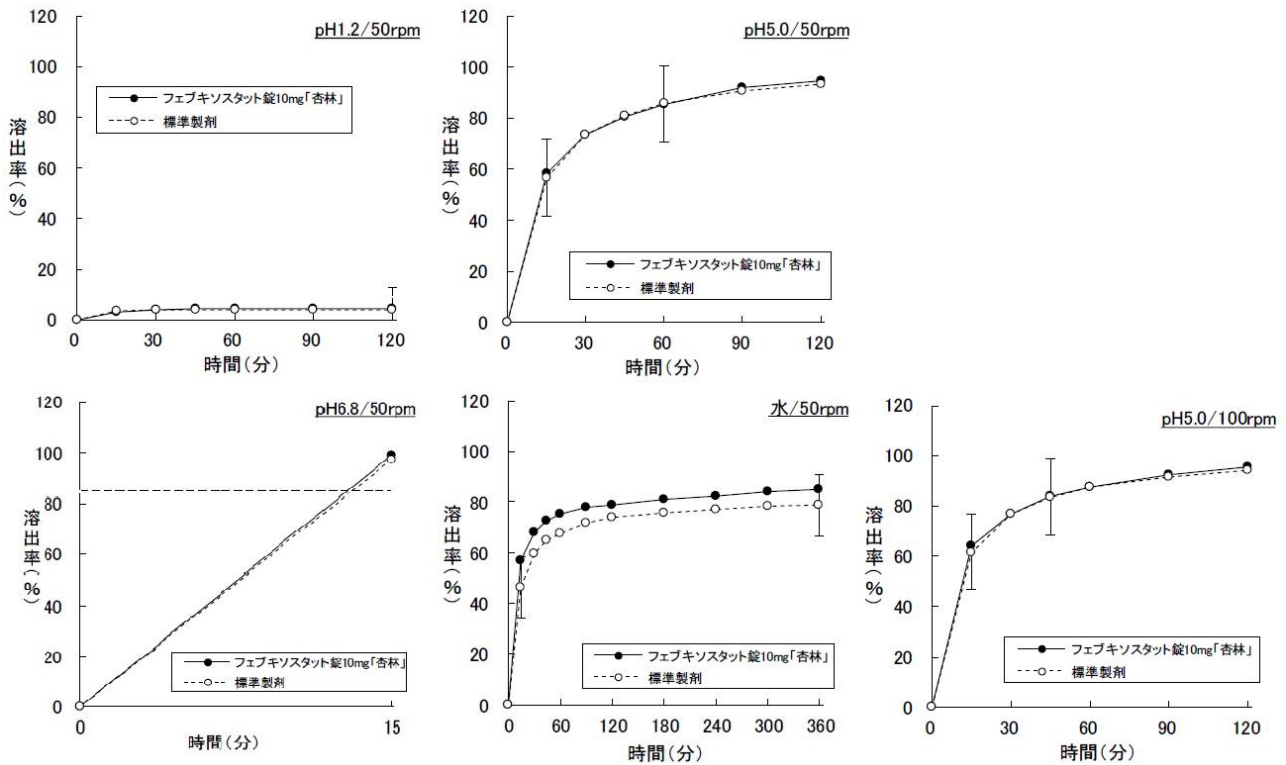 pH1.2/50rpm
120
100
80
60
40
20
0
溶出率(%)
フェブキソスタット錠10mg「杏林」
標準製剤
0 30 60 90 120
時間(分)
pH5.0/50rpm
120
100
80
60
40
20
0
溶出率(%)
フェブキソスタット錠10mg「杏林」
標準製剤
0 30 60 90 120
時間(分)
pH6.8/50rpm
120
100
80
60
40
20
0
溶出率(%)
フェブキソスタット錠10mg「杏林」
標準製剤
0 15
時間(分)
水/50rpm
120
100
80
60
40
20
0
溶出率(%)
フェブキソスタット錠10mg「杏林」
標準製剤
0 60 120 180 240 300 360
時間(分)
pH5.0/100rpm
120
100
80
60
40
20
0
溶出率(%)
フェブキソスタット錠10mg「杏林」
標準製剤
0 30 60 90 120
時間(分)